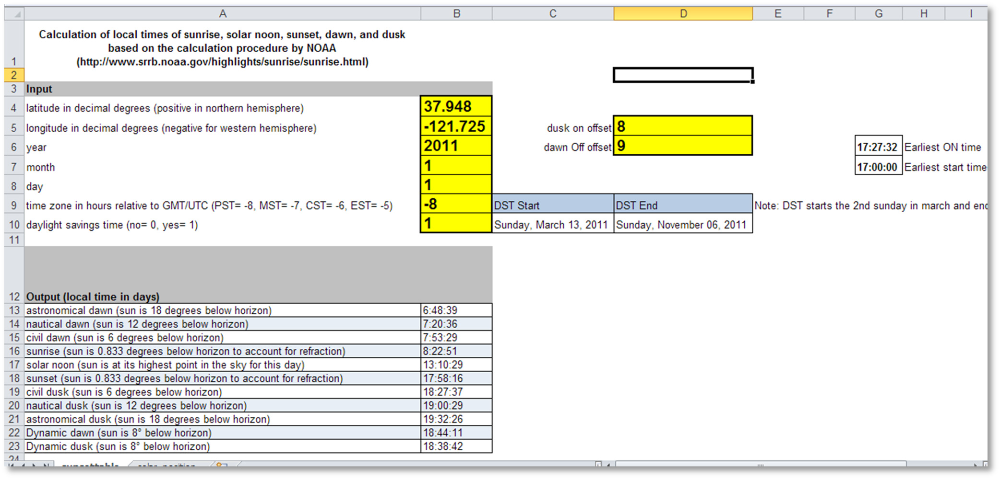 A B C D E F G H I
1 Calculation of local times of sunrise, solar noon, sunset, dawn, and dusk
based on the calculation procedure by NOAA
(http://www.srrb.noaa.gov/highlights/sunrise/sunrise.html)
2
3 Input
4 latitude in decimal degrees (positive in northern hemisphere) 37.948
5 longitude in decimal degrees (negative for western hemisphere) -121.725 dusk on offset 8
6 year 2011 dawn Off offset 9 17:27:32 Earliest ON time
7 month 1 17:00:00 Earliest start time
8 day 1
9 time zone in hours relative to GMT/UTC (PST= -8, MST= -7, CST= -6, EST= -5) -8 DST Start DST End Note: DST starts the 2nd sunday in march and
10 daylight savings time (no= 0, yes= 1) 1 Sunday, March 13, 2011 Sunday, November 06, 2011
11
12 Output (local time in days)
13 astronomical dawn (sun is 18 degrees below horizon) 6:48:39
14 nautical dawn (sun is 12 degrees below horizon) 7:20:36
15 civil dawn (sun is 6 degrees below horizon) 7:53:29
16 sunrise (sun is 0.833 degrees below horizon to account for refraction) 8:22:51
17 solar noon (sun is at its highest point in the sky for this day) 13:10:29
18 sunset (sun is 0.833 degrees below horizon to account for refraction) 17:58:16
19 civil dusk (sun is 6 degrees below horizon) 18:27:37
20 nautical dusk (sun is 12 degrees below horizon) 19:00:29
21 astronomical dusk (sun is 18 degrees below horizon) 19:32:26
22 Dynamic dawn (sun is 8° below horizon) 18:44:11
23 Dynamic dusk (sun is 8° below horizon) 18:38:42
24